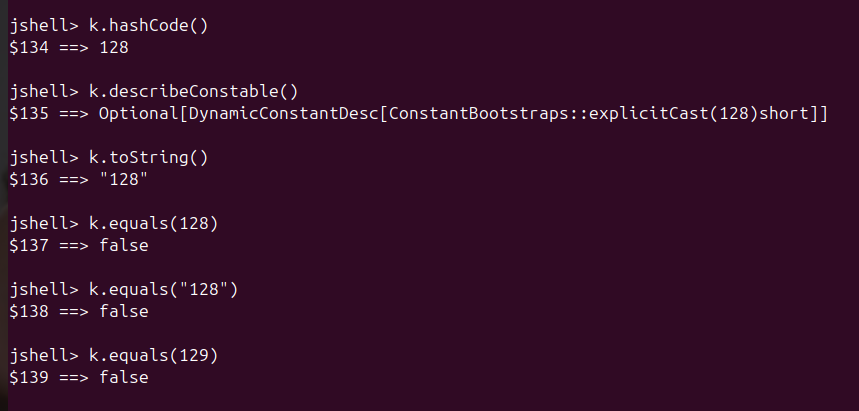 jshell> k.hashCode()
$134 ==> 128
jshell> k.describeConstable()
$135 ==> Optional[DynamicConstantDesc[ConstantBootstraps::explicitCast(128)short]]
jshell> k.toString()
$136 ==> "128"
jshell> k.equals(128)
$137 ==> false
jshell> k.equals("128")
$138 ==> false
jshell> k.equals(129)
$139 ==> false